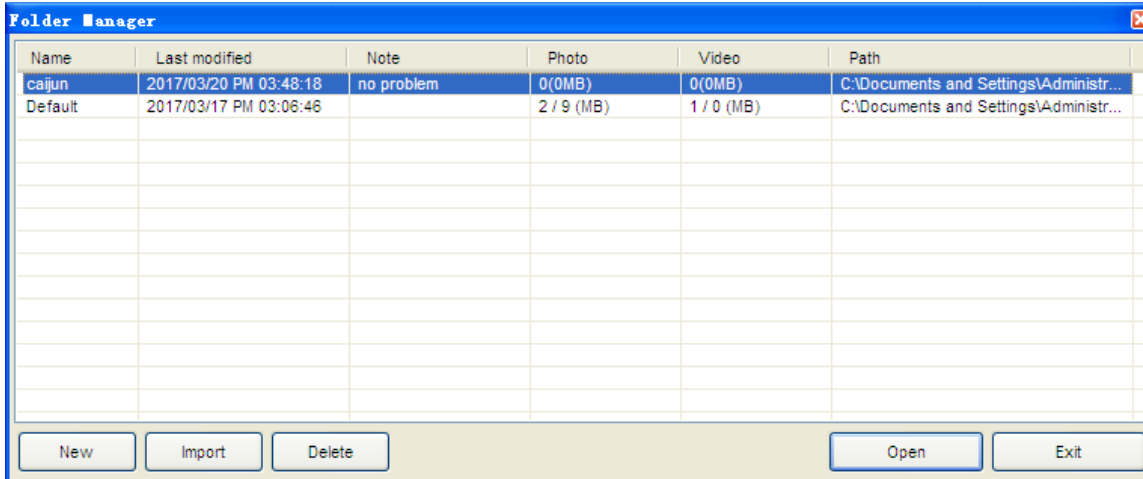 Folder Manager
Name Last modified Note Photo Video Path
caijun 2017/03/20 PM 03:48:18 no problem 0(0MB) 0(0MB) C:\Documents and Settings\Administr...
Default 2017/03/17 PM 03:06:46 2 / 9 (MB) 1 / 0 (MB) C:\Documents and Settings\Administr...
New Import Delete Open Exit